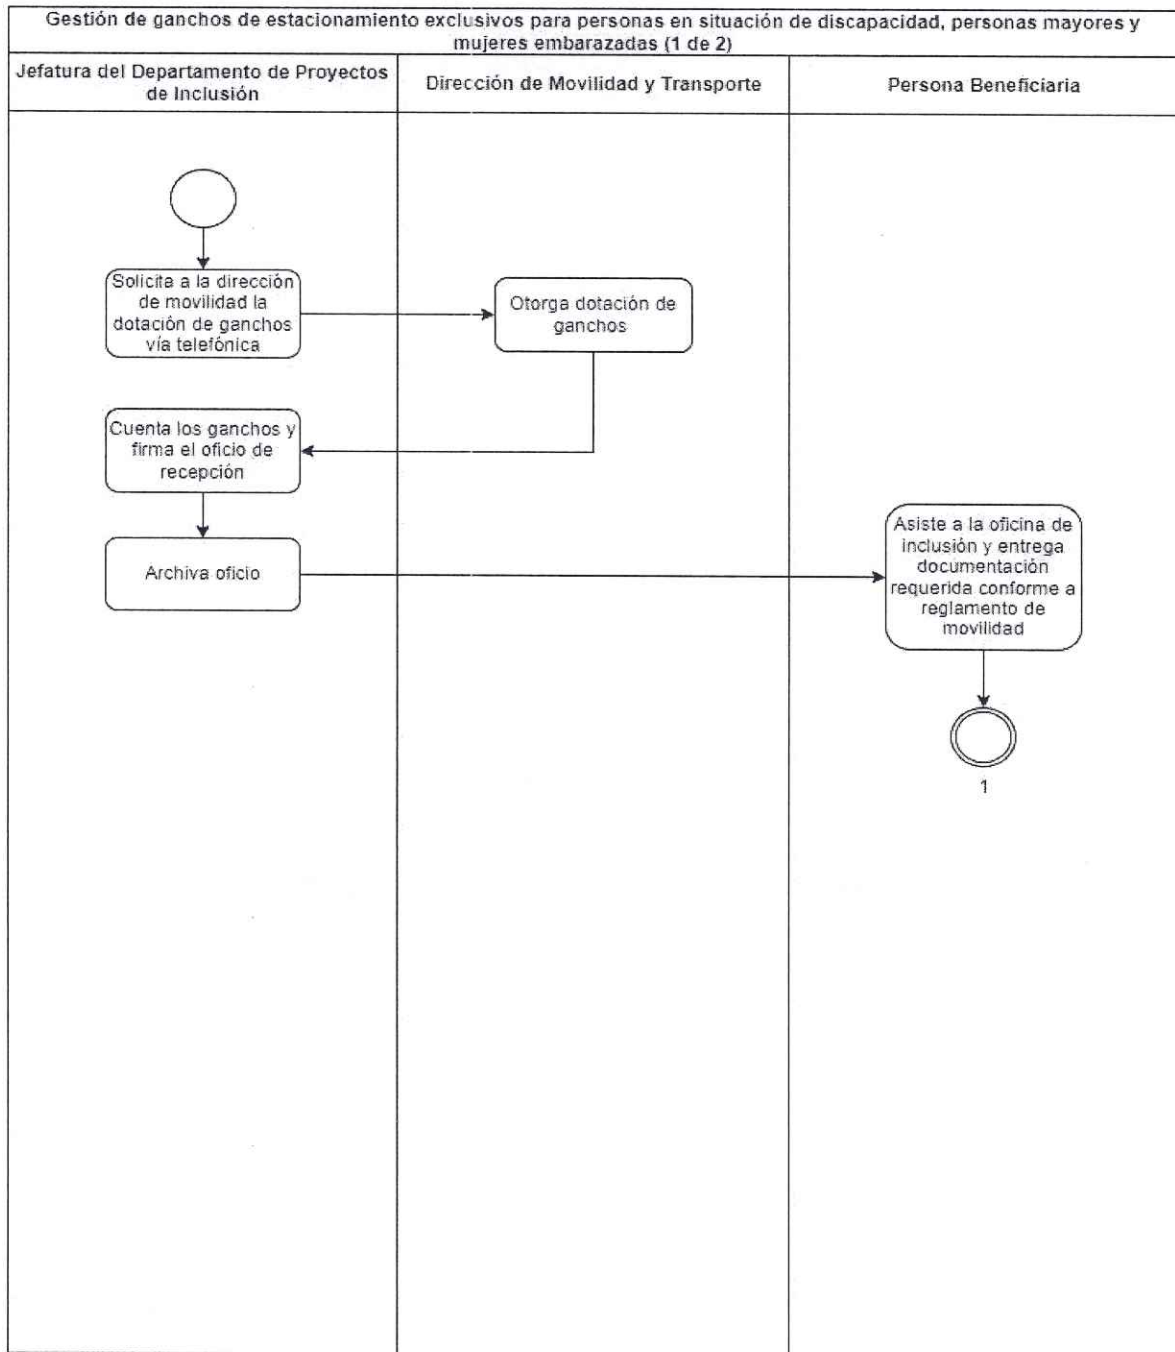 Gestión de ganchos de estacionamiento exclusivos para personas en situación de discapacidad, personas mayores y
mujeres embarazadas (1 de 2)
Jefatura del Departamento de Proyectos
de Inclusión
Dirección de Movilidad y Transporte
Persona Beneficiaria
Solicita a la dirección
de movilidad la
dotación de ganchos
vía telefónica
Otorga dotación de
ganchos
Cuenta los ganchos y
firma el oficio de
recepción
Archiva oficio
Asiste a la oficina de
inclusión y entrega
documentación
requerida conforme a
reglamento de
movilidad
1